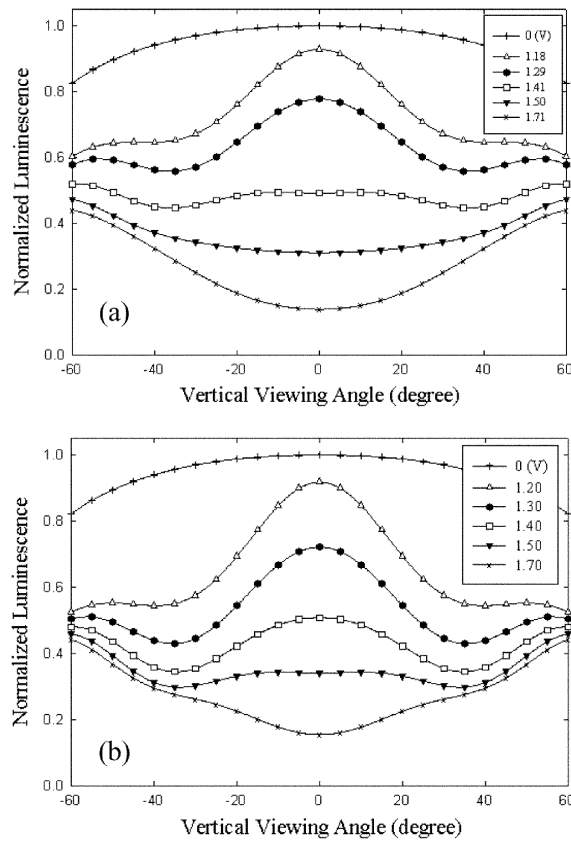 1.0
0.8
0.6
0.4
0.2
0.0
Normalized Luminescence
0 (V)
1.18
1.29
1.41
1.50
1.71
(a)
-60 -40 -20 0 20 40 60
Vertical Viewing Angle (degree)
1.0
0.8
0.6
0.4
0.2
0.0
Normalized Luminescence
0 (V)
1.20
1.30
1.40
1.50
1.70
(b)
-60 -40 -20 0 20 40 60
Vertical Viewing Angle (degree)